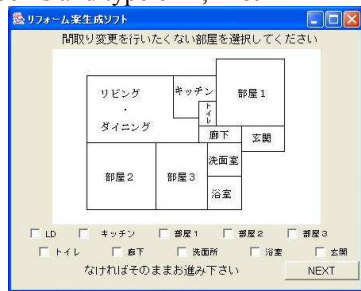 リフォーム案生成ソフト
間取り変更を行いたくない部屋を選択してください
リビング
・
ダイニング
キッチン
トイレ
部屋1
廊下
玄関
部屋2
部屋3
洗面室
浴室
LD キッチン 部屋1 部屋2 部屋3
トイレ 廊下 洗面所 浴室 玄関
なければそのままお進み下さい
NEXT